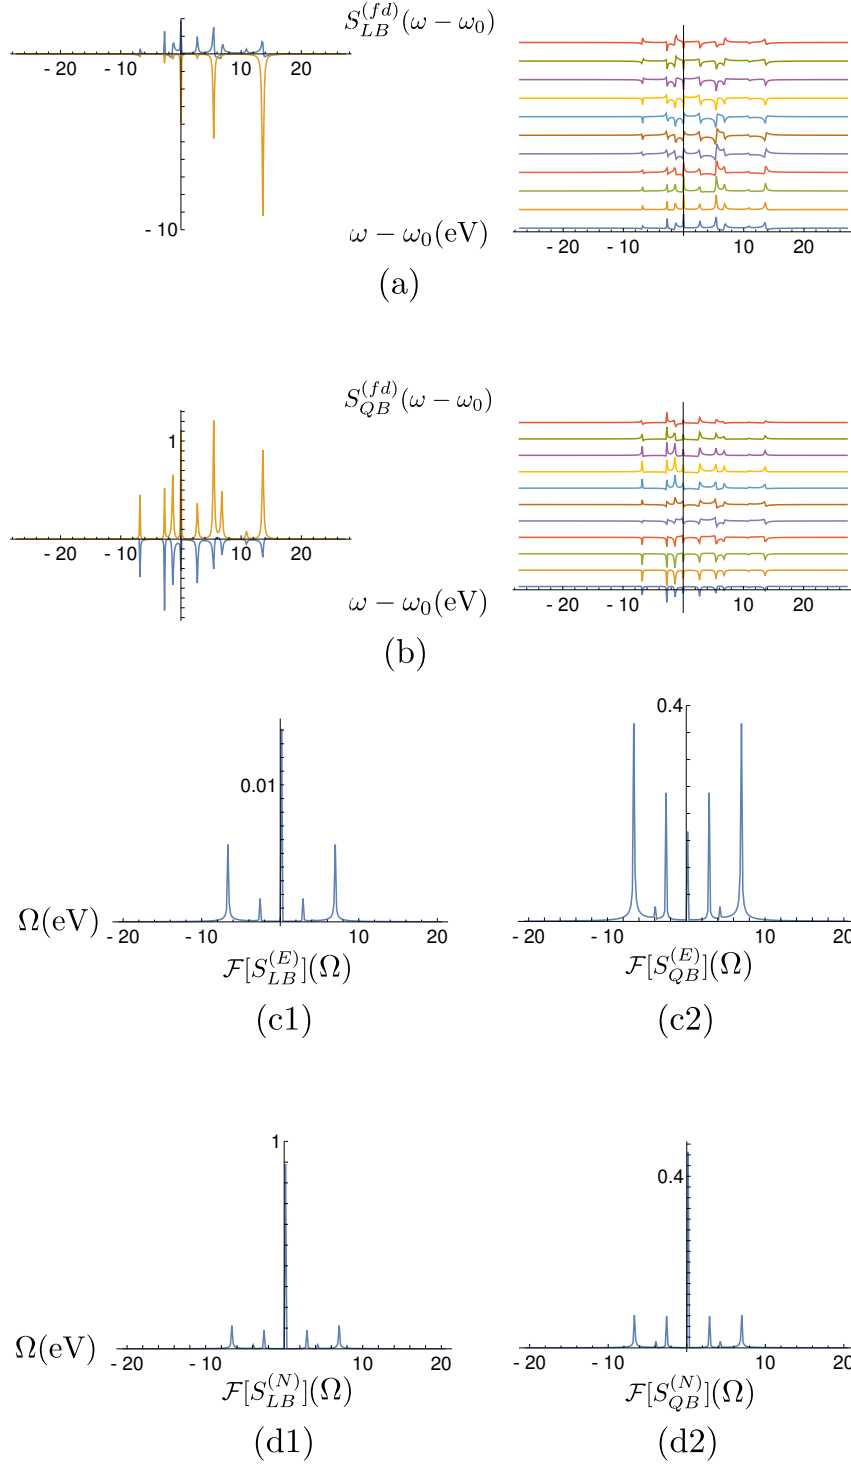 S_{LB}^{(fd)}(ω − ω_0)
- 20 - 10 10 20
- 10
ω − ω_0(eV)
- 20 - 10 10 20
(a)
S_{QB}^{(fd)}(ω − ω_0)
1
- 20 - 10 10 20
ω − ω_0(eV)
- 20 - 10 10 20
(b)
0.01
Ω(eV)
- 20 - 10 10 20
F[S_{LB}^{(E)}](Ω)
(c1)
0.4
- 20 - 10 10 20
F[S_{QB}^{(E)}](Ω)
(c2)
1
Ω(eV)
- 20 - 10 10 20
F[S_{LB}^{(N)}](Ω)
(d1)
0.4
- 20 - 10 10 20
F[S_{QB}^{(N)}](Ω)
(d2)